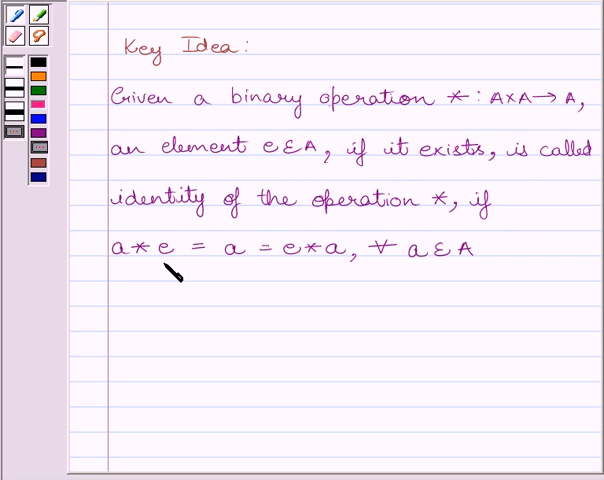 Key Idea:
Given a binary operation * : A×A → A,
an element e ∈ A, if it exists, is called
identity of the operation *, if
a * e = a = e * a, ∀ a ∈ A